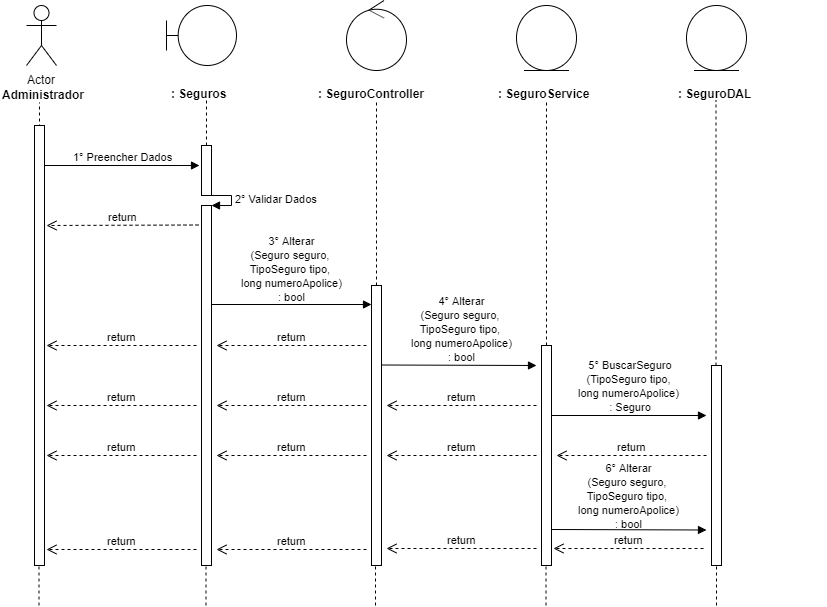 Actor
Administrador
: Seguros
: SeguroController
: SeguroService
: SeguroDAL
1° Preencher Dados
2° Validar Dados
return
3° Alterar
(Seguro seguro,
TipoSeguro tipo,
long numeroApolice)
: bool
4° Alterar
(Seguro seguro,
TipoSeguro tipo,
long numeroApolice)
: bool
return
return
5° BuscarSeguro
(TipoSeguro tipo,
long numeroApolice)
: Seguro
return
return
return
return
return
return
return
6° Alterar
(Seguro seguro,
TipoSeguro tipo,
long numeroApolice)
: bool
return
return
return
return